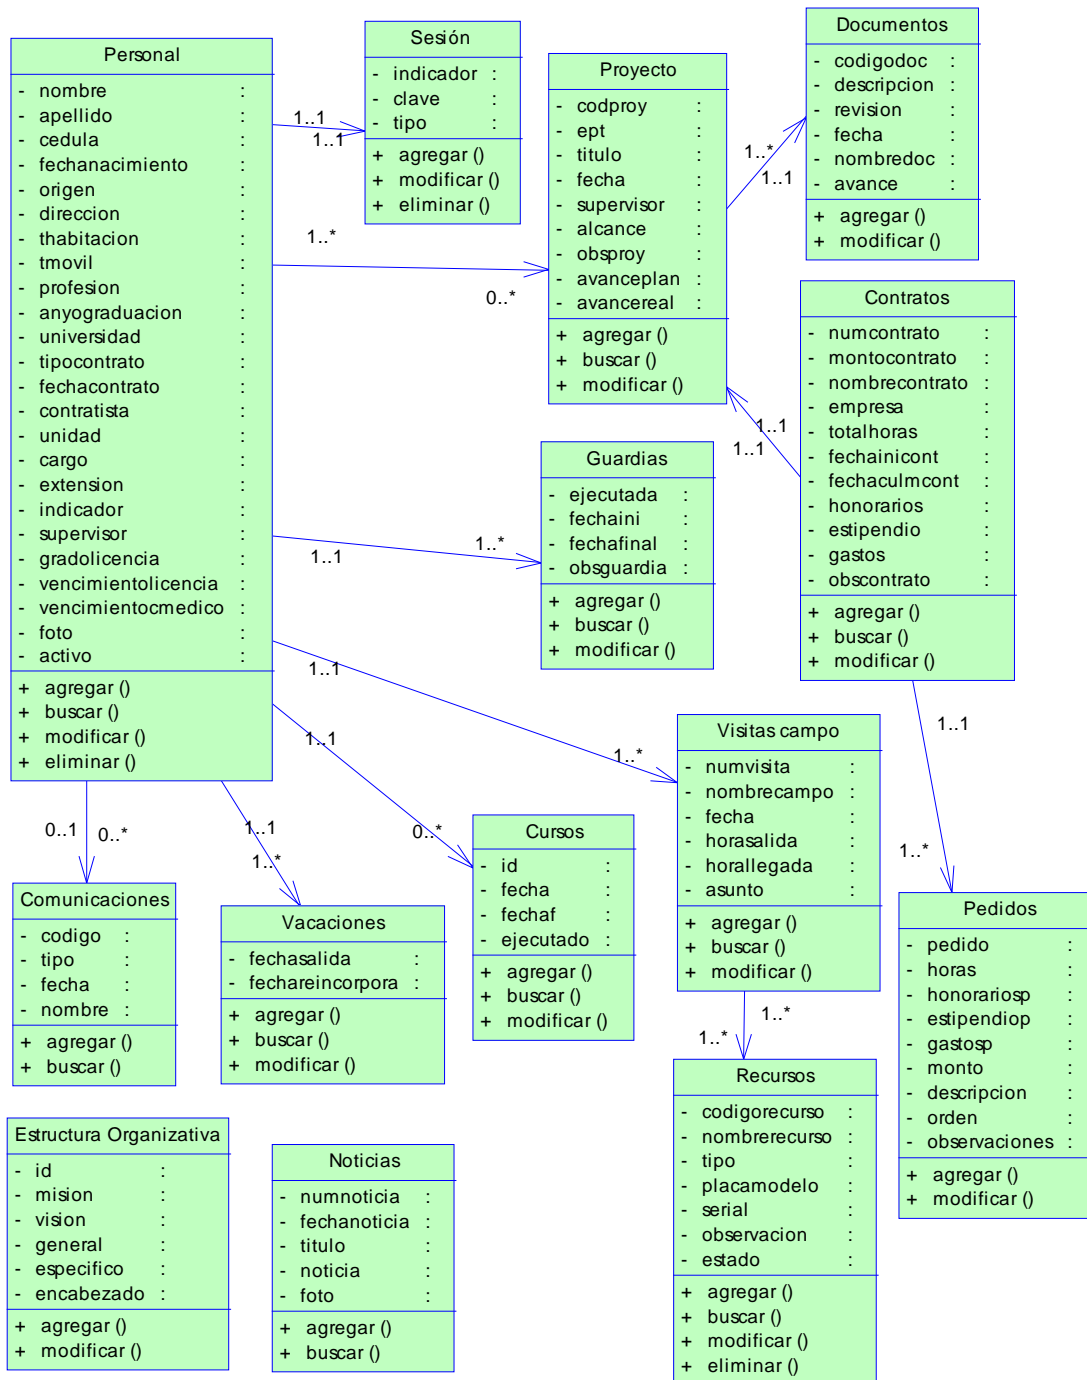 Personal
- nombre :
- apellido :
- cedula :
- fechanacimiento :
- origen :
- direccion :
- thabitacion :
- tmovil :
- profesion :
- anyograduacion :
- universidad :
- tipocontrato :
- fechacontrato :
- contratista :
- unidad :
- cargo :
- extension :
- indicador :
- supervisor :
- gradolicencia :
- vencimientolicencia :
- vencimientocmedico :
- foto :
- activo :
+ agregar ()
+ buscar ()
+ modificar ()
+ eliminar ()
1..1
1..1
Sesión
- indicador :
- clave :
- tipo :
+ agregar ()
+ modificar ()
+ eliminar ()
1..*
0..*
Proyecto
- codproy :
- ept :
- titulo :
- fecha :
- supervisor :
- alcance :
- obsproy :
- avanceplan :
- avancereal :
+ agregar ()
+ buscar ()
+ modificar ()
1..*
1..1
Documentos
- codigodoc :
- descripcion :
- revision :
- fecha :
- nombredoc :
- avance :
+ agregar ()
+ modificar ()
1..1
1..1
Contratos
- numcontrato :
- montocontrato :
- nombrecontrato :
- empresa :
- totalhoras :
- fechainicont :
- fechaculmcont :
- honorarios :
- estipendio :
- gastos :
- obscontrato :
+ agregar ()
+ buscar ()
+ modificar ()
1..1
1..*
Guardias
- ejecutada :
- fechaini :
- fechafinal :
- obsguardia :
+ agregar ()
+ buscar ()
+ modificar ()
1..1
1..*
1..1
1..*
Visitas campo
- numvisita :
- nombrecampo :
- fecha :
- horasalida :
- horallegada :
- asunto :
+ agregar ()
+ buscar ()
+ modificar ()
1..1
0..*
Cursos
- id :
- fecha :
- fechaf :
- ejecutado :
+ agregar ()
+ buscar ()
+ modificar ()
0..1
0..*
Comunicaciones
- codigo :
- tipo :
- fecha :
- nombre :
+ agregar ()
+ buscar ()
1..1
1..*
Vacaciones
- fechasalida :
- fechareincorpora :
+ agregar ()
+ buscar ()
+ modificar ()
1..*
1..*
Pedidos
- pedido :
- horas :
- honorariosp :
- estipendiop :
- gastosp :
- monto :
- descripcion :
- orden :
- observaciones :
+ agregar ()
+ modificar ()
Recursos
- codigorecurso :
- nombrerecurso :
- tipo :
- placamodelo :
- serial :
- observacion :
- estado :
+ agregar ()
+ buscar ()
+ modificar ()
+ eliminar ()
Estructura Organizativa
- id :
- mision :
- vision :
- general :
- especifico :
- encabezado :
+ agregar ()
+ modificar ()
Noticias
- numnoticia :
- fechanoticia :
- titulo :
- noticia :
- foto :
+ agregar ()
+ buscar ()